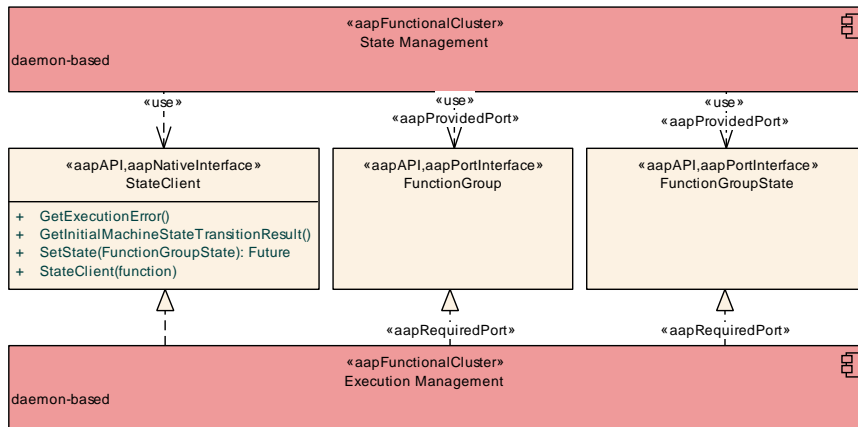 «aapFunctionalCluster»
State Management
daemon-based
«use»
«use»
«aapProvidedPort»
«use»
«aapProvidedPort»
«aapAPI,aapNativeInterface»
StateClient
+ GetExecutionError()
+ GetInitialMachineStateTransitionResult()
+ SetState(FunctionGroupState): Future
+ StateClient(function)
«aapAPI,aapPortInterface»
FunctionGroup
«aapAPI,aapPortInterface»
FunctionGroupState
«aapRequiredPort»
«aapRequiredPort»
«aapFunctionalCluster»
Execution Management
daemon-based